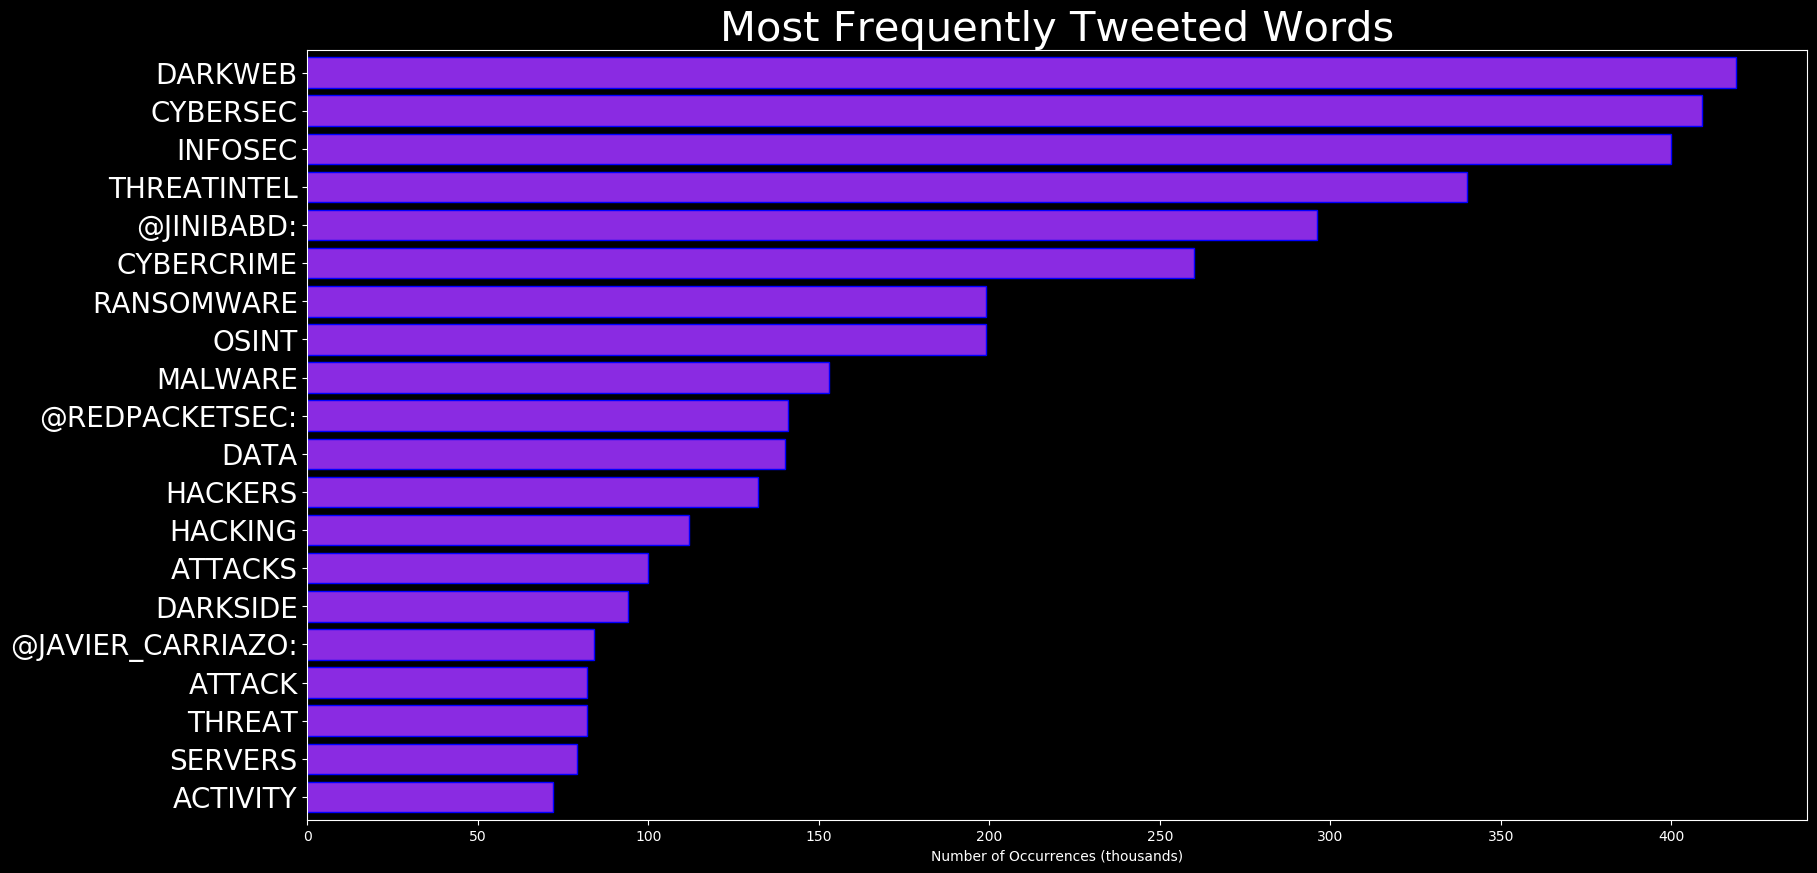 Most Frequently Tweeted Words
DARKWEB
CYBERSEC
INFOSEC
THREATINTEL
@JINIBABD:
CYBERCRIME
RANSOMWARE
OSINT
MALWARE
@REDPACKETSEC:
DATA
HACKERS
HACKING
ATTACKS
DARKSIDE
@JAVIER_CARRIAZO:
ATTACK
THREAT
SERVERS
ACTIVITY
0 50 100 150 200 250 300 350 400
Number of Occurrences (thousands)